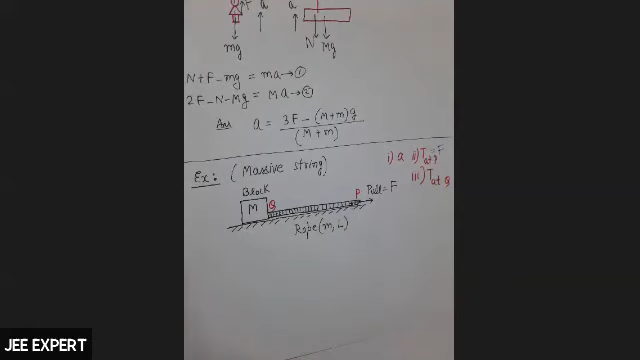 F a a
mg N Mg
N+F-mg = ma → ①
2F-N-Mg = Ma → ②
Ans a = 3F-(M+m)g / (M+m)
Ex: (Massive string)
i) a ii) T at P = F
iii) T at Q
Block
M Q P Pull = F
Rope (m, L)
JEE EXPERT